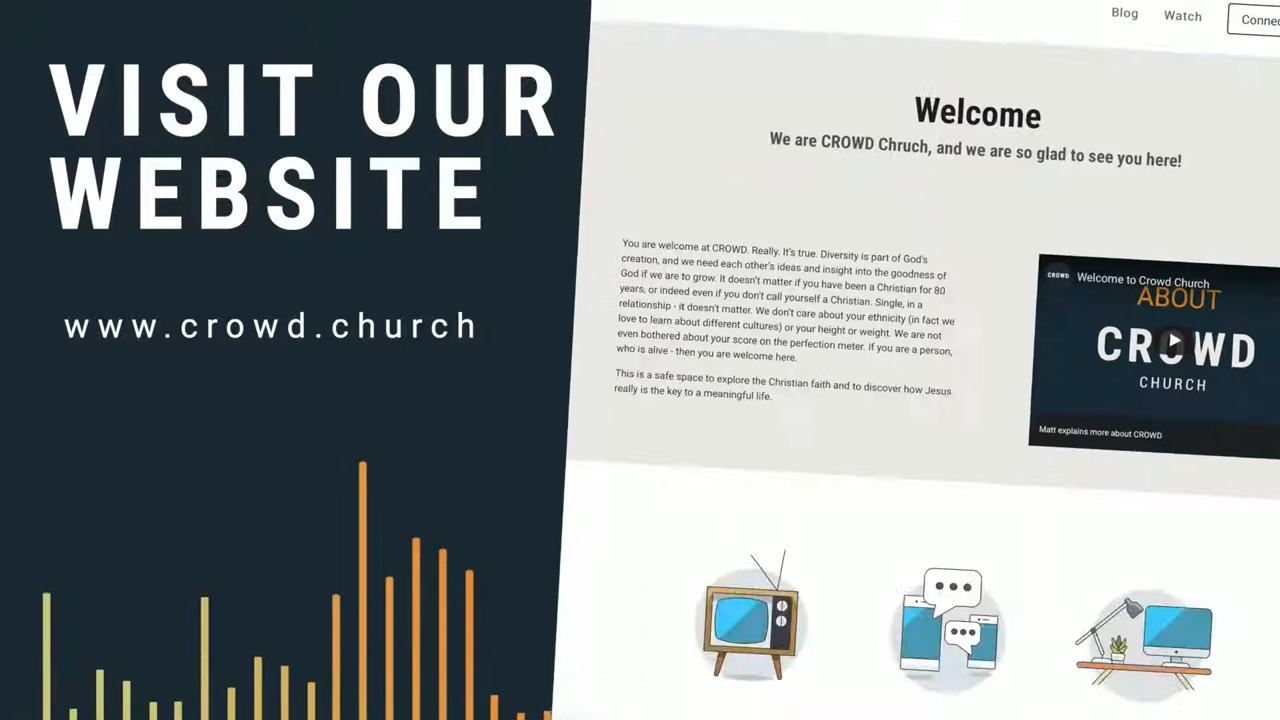 VISIT OUR
WEBSITE
www.crowd.church
Blog
Watch
Welcome
We are CROWD Chruch, and we are so glad to see you here!
You are welcome at CROWD. Really. It's true. Diversity is part of God's
creation, and we need each other's ideas and insight into the goodness of
God if we are to grow. It doesn't matter if you have been a Christian for 80
years, or indeed even if you don't call yourself a Christian. Single, in a
relationship - it doesn't matter. We don't care about your ethnicity (in fact we
love to learn about different cultures) or your height or weight. We are not
even bothered about your score on the perfection meter. If you are a person,
who is alive - then you are welcome here.
This is a safe space to explore the Christian faith and to discover how Jesus
really is the key to a meaningful life.
CROWD
Welcome to Crowd Church
ABOUT
CROWD
CHURCH
Matt explains more about CROWD